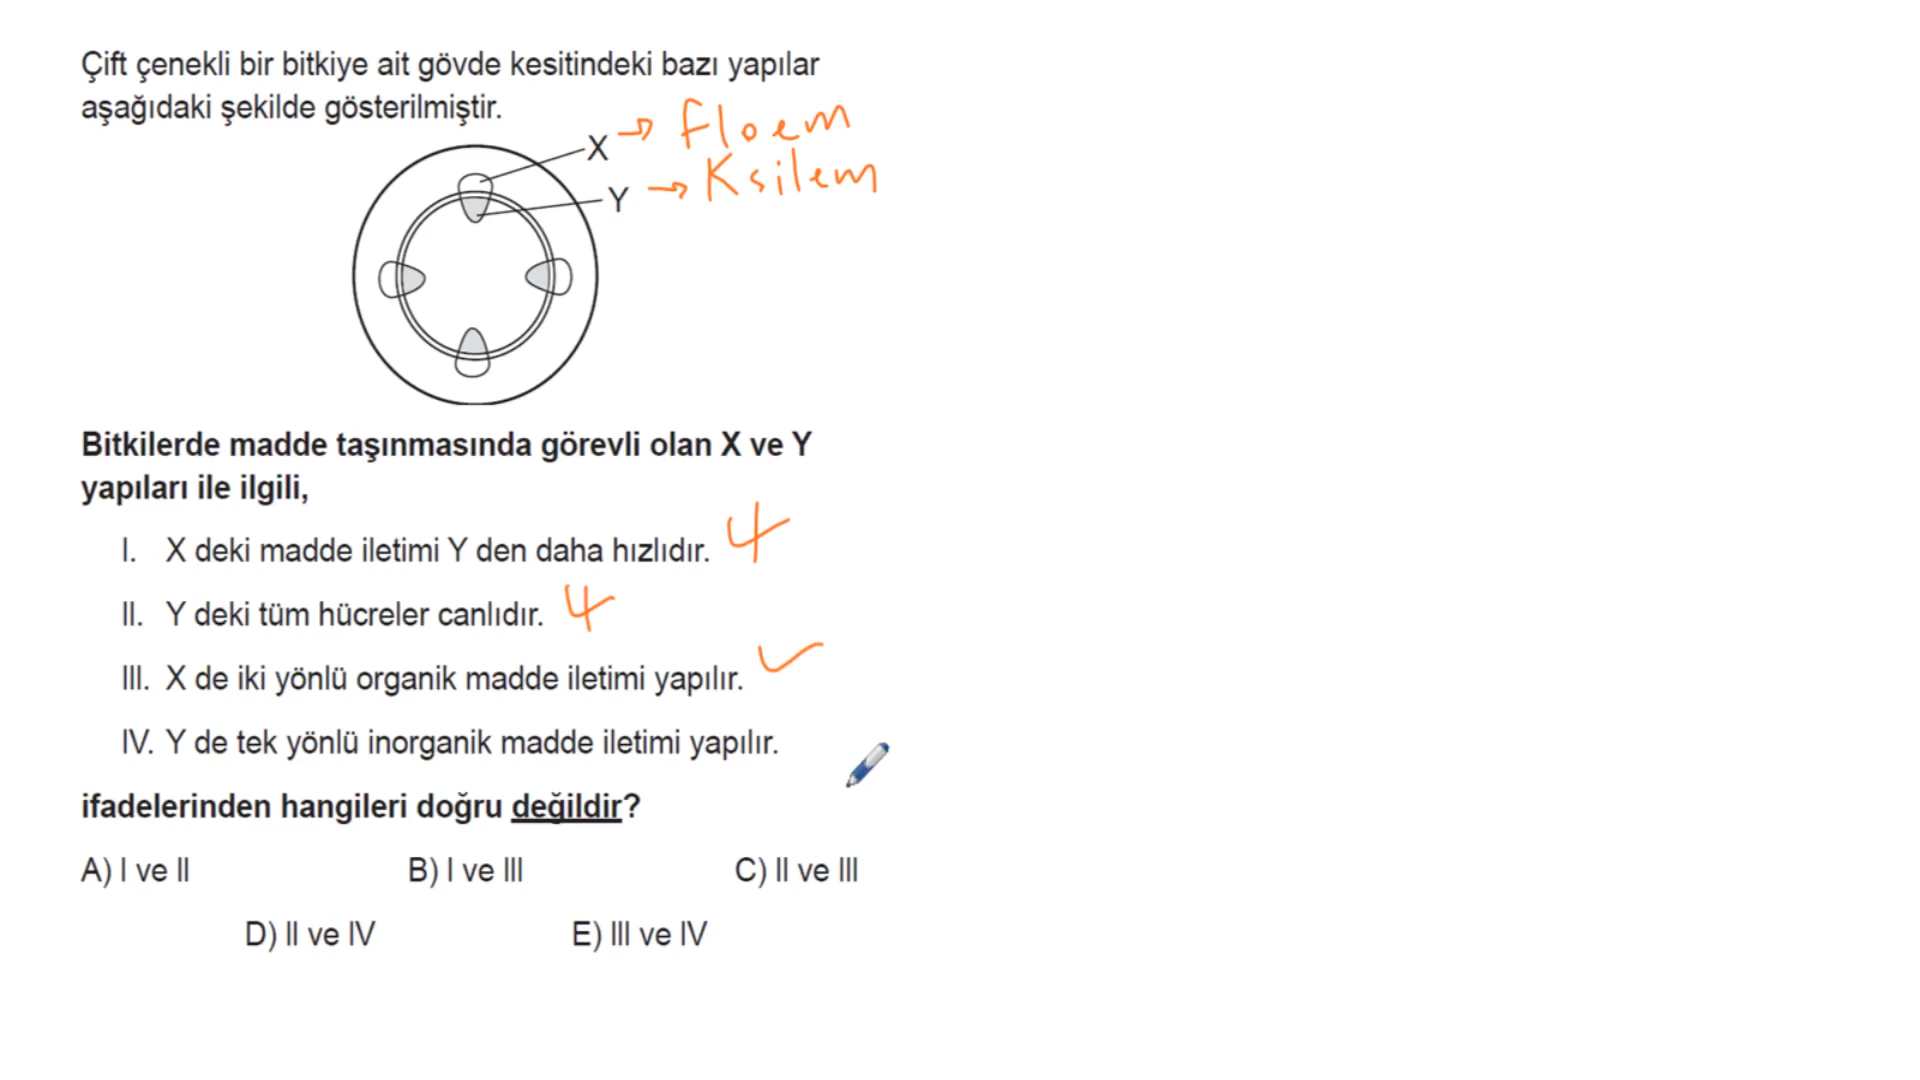 Çift çenekli bir bitkiye ait gövde kesitindeki bazı yapılar
aşağıdaki şekilde gösterilmiştir.
X → floem
Y → Ksilem
Bitkilerde madde taşınmasında görevli olan X ve Y
yapıları ile ilgili,
I. X deki madde iletimi Y den daha hızlıdır.
II. Y deki tüm hücreler canlıdır.
III. X de iki yönlü organik madde iletimi yapılır.
IV. Y de tek yönlü inorganik madde iletimi yapılır.
ifadelerinden hangileri doğru değildir?
A) I ve II B) I ve III C) II ve III
D) II ve IV E) III ve IV